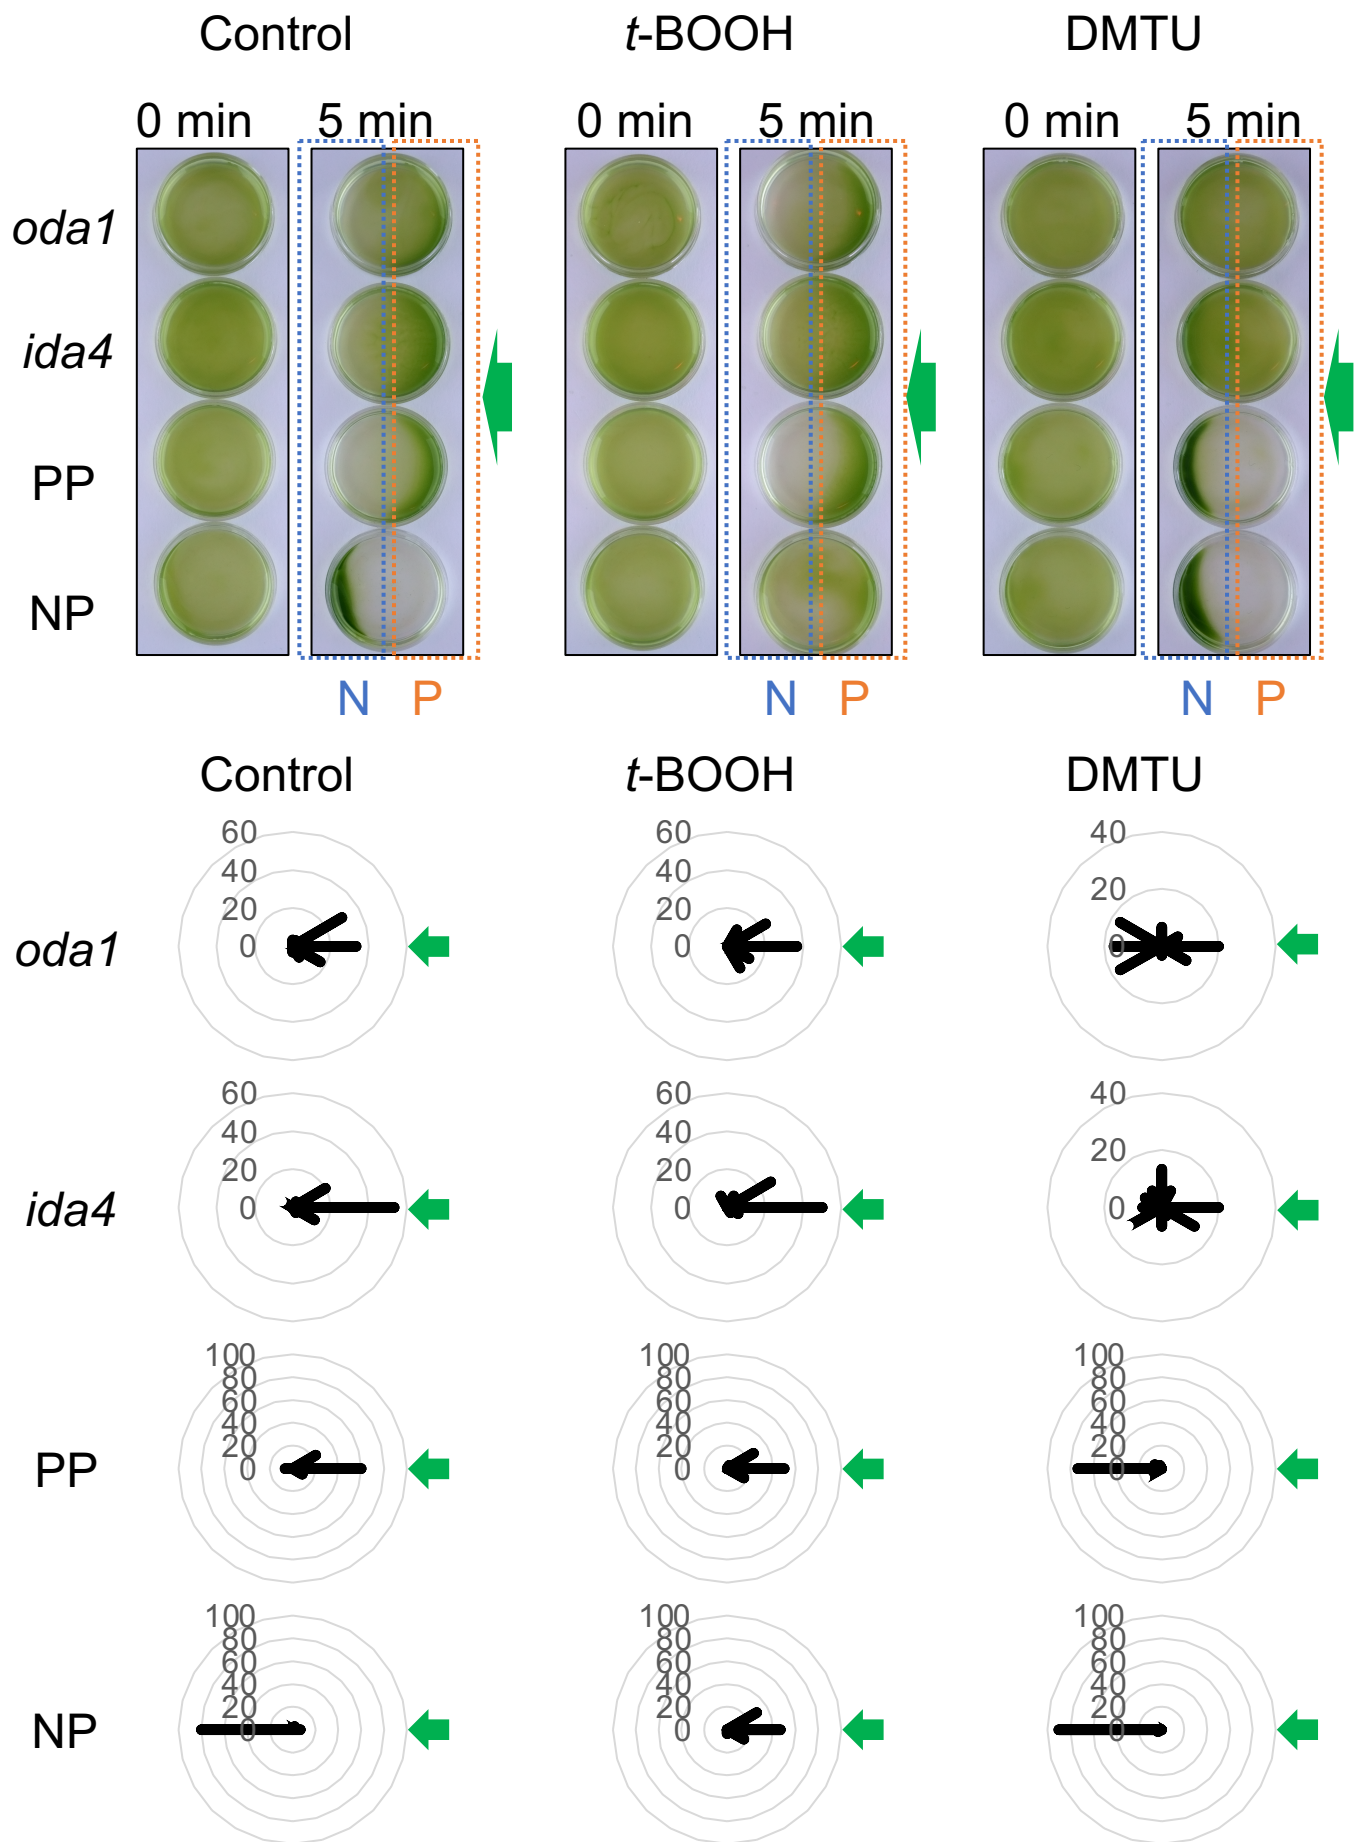 Control t-BOOH DMTU
0 min 5 min 0 min 5 min 0 min 5 min
oda1
ida4
PP
NP
N P N P N P
Control t-BOOH DMTU
60 60 40
40 40 20
20 20
oda1 0 0 0
60 60 40
40 40 20
20 20
ida4 0 0 0
100 100 100
80 80 80
60 60 60
40 40 40
20 20 20
PP 0 0 0
100 100 100
80 80 80
60 60 60
40 40 40
20 20 20
NP 0 0 0